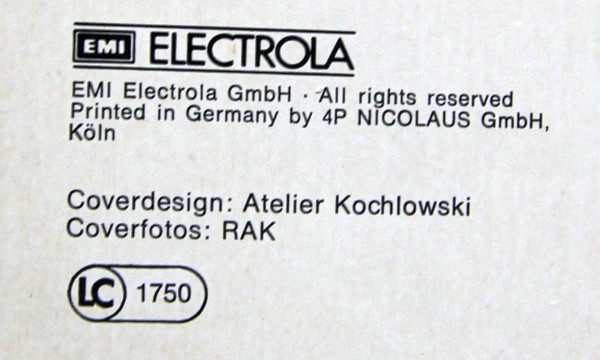 EMI ELECTROLA
EMI Electrola GmbH · All rights reserved
Printed in Germany by 4P NICOLAUS GmbH,
Köln
Coverdesign: Atelier Kochlowski
Coverfotos: RAK
LC 1750